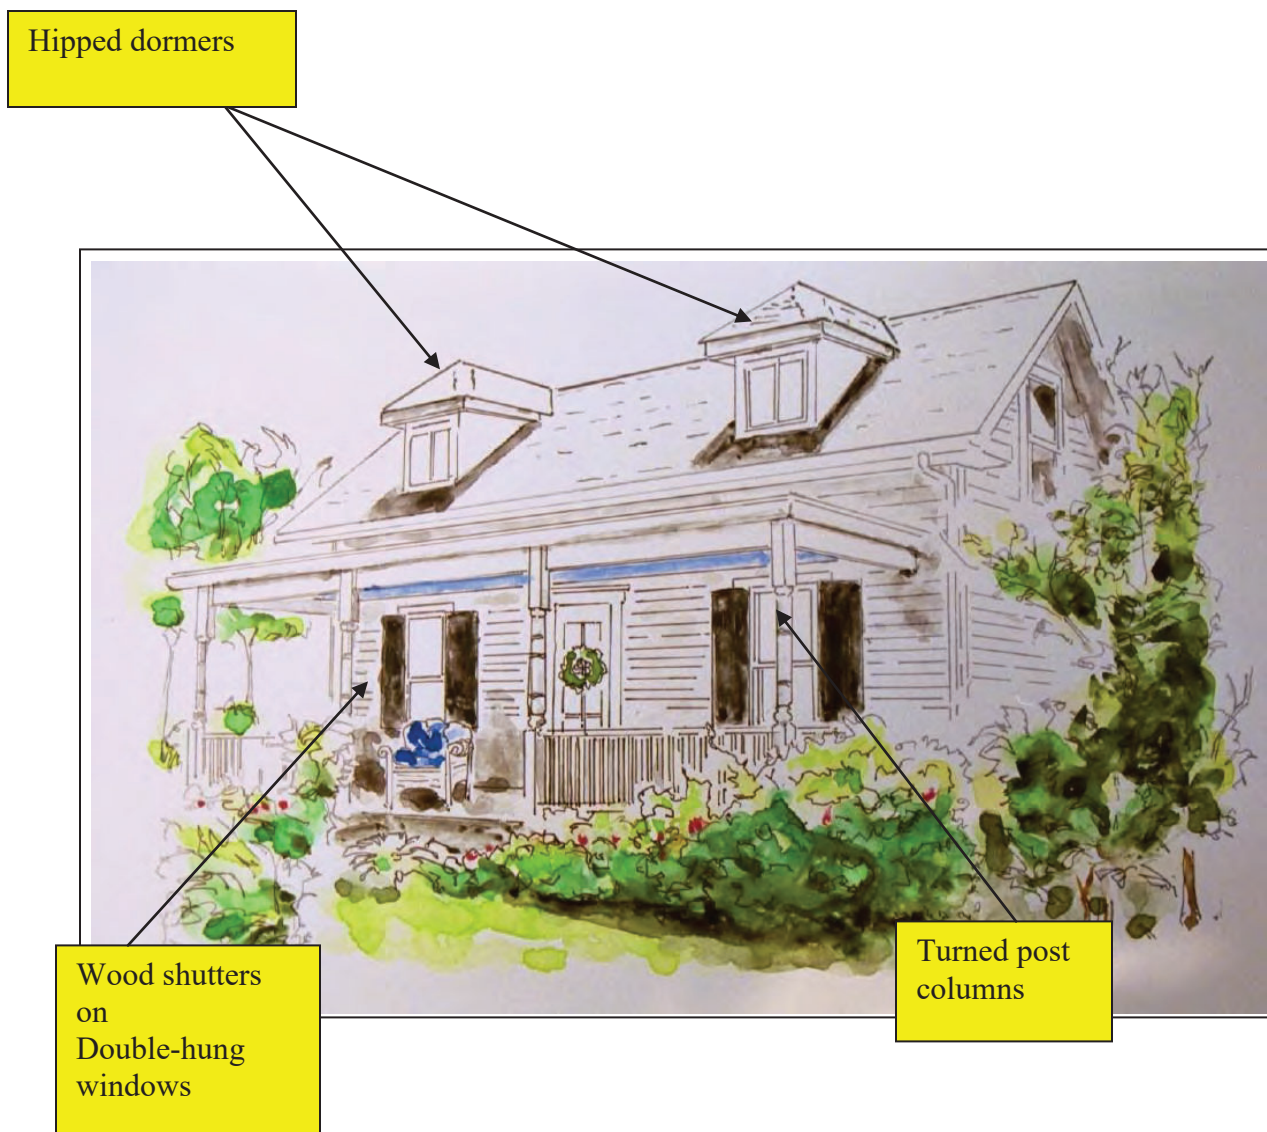 Hipped dormers
Wood shutters
on
Double-hung
windows
Turned post
columns